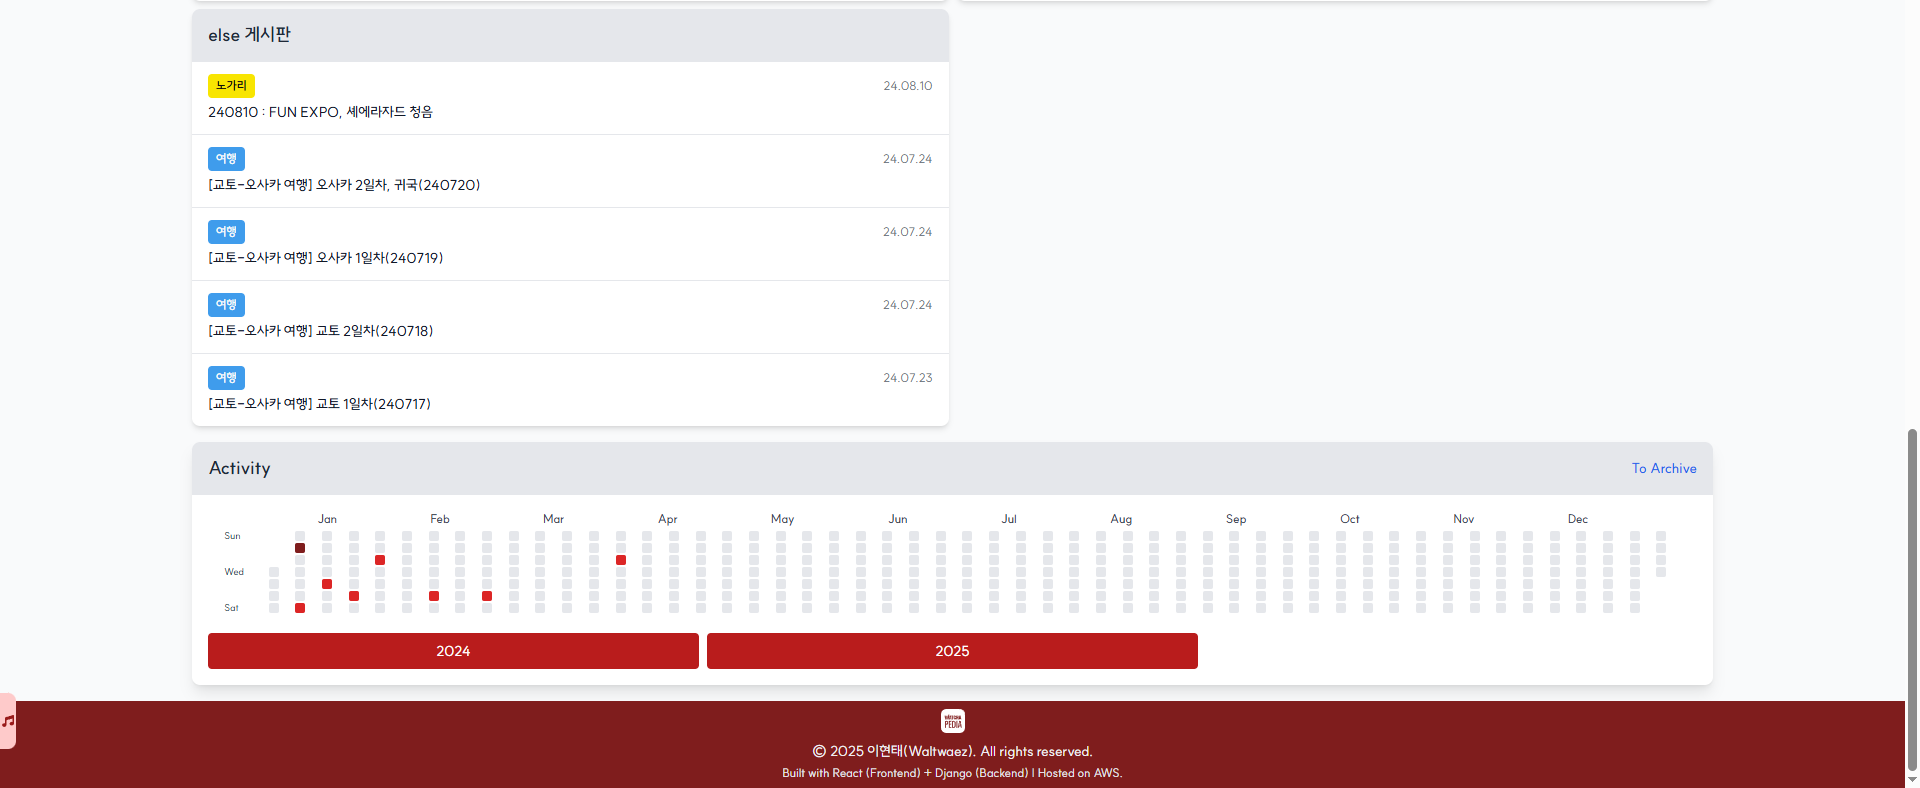 else 게시판
노가리
24.08.10
240810 : FUN EXPO, 셰에라자드 청음
여행
24.07.24
[교토-오사카 여행] 오사카 2일차, 귀국(240720)
여행
24.07.24
[교토-오사카 여행] 오사카 1일차(240719)
여행
24.07.24
[교토-오사카 여행] 교토 2일차(240718)
여행
24.07.23
[교토-오사카 여행] 교토 1일차(240717)
Activity
To Archive
Jan Feb Mar Apr May Jun Jul Aug Sep Oct Nov Dec
Sun
Wed
Sat
2024
2025
WATCHA
PEDIA
© 2025 이현태(Waltwaez). All rights reserved.
Built with React (Frontend) + Django (Backend) | Hosted on AWS.